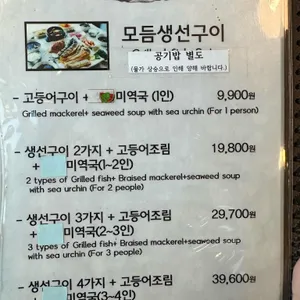 모듬생선구이
공기밥 별도
(물가 상승으로 인해 양해 바랍니다.)
- 고등어구이 + 미역국 (1인) 9,900원
Grilled mackerel+ seaweed soup with sea urchin (For 1 person)
- 생선구이 2가지 + 고등어조림 19,800원
+ 미역국(1~2인)
2 types of Grilled fish+ Braised mackerel+seaweed soup
with sea urchin (For 2 people)
- 생선구이 3가지 + 고등어조림 29,700원
+ 미역국(2~3인)
3 types of Grilled fish+ Braised mackerel+seaweed soup
with sea urchin (For 3 people)
- 생선구이 4가지 + 고등어조림 39,600원
+ 미역국(3~4인)